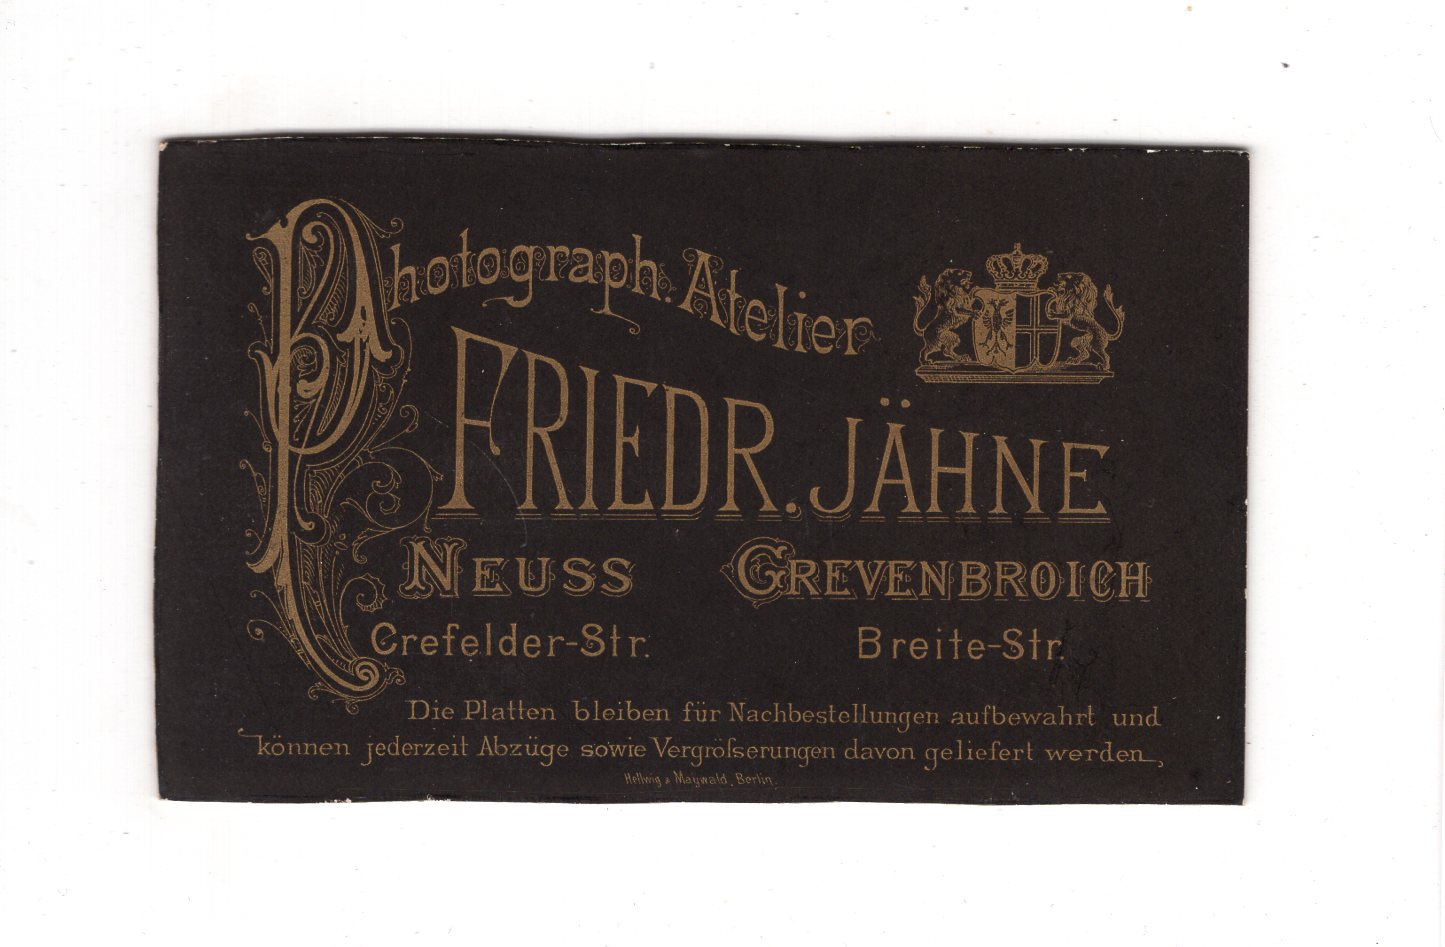 Photograph. Atelier
FRIEDR. JÄHNE
NEUSS GREVENBROICH
Crefelder-Str. Breite-Str.
Die Platten bleiben für Nachbestellungen aufbewahrt und
können jederzeit Abzüge sowie Vergröſserungen davon geliefert werden.
Hellwig & Maywald, Berlin.